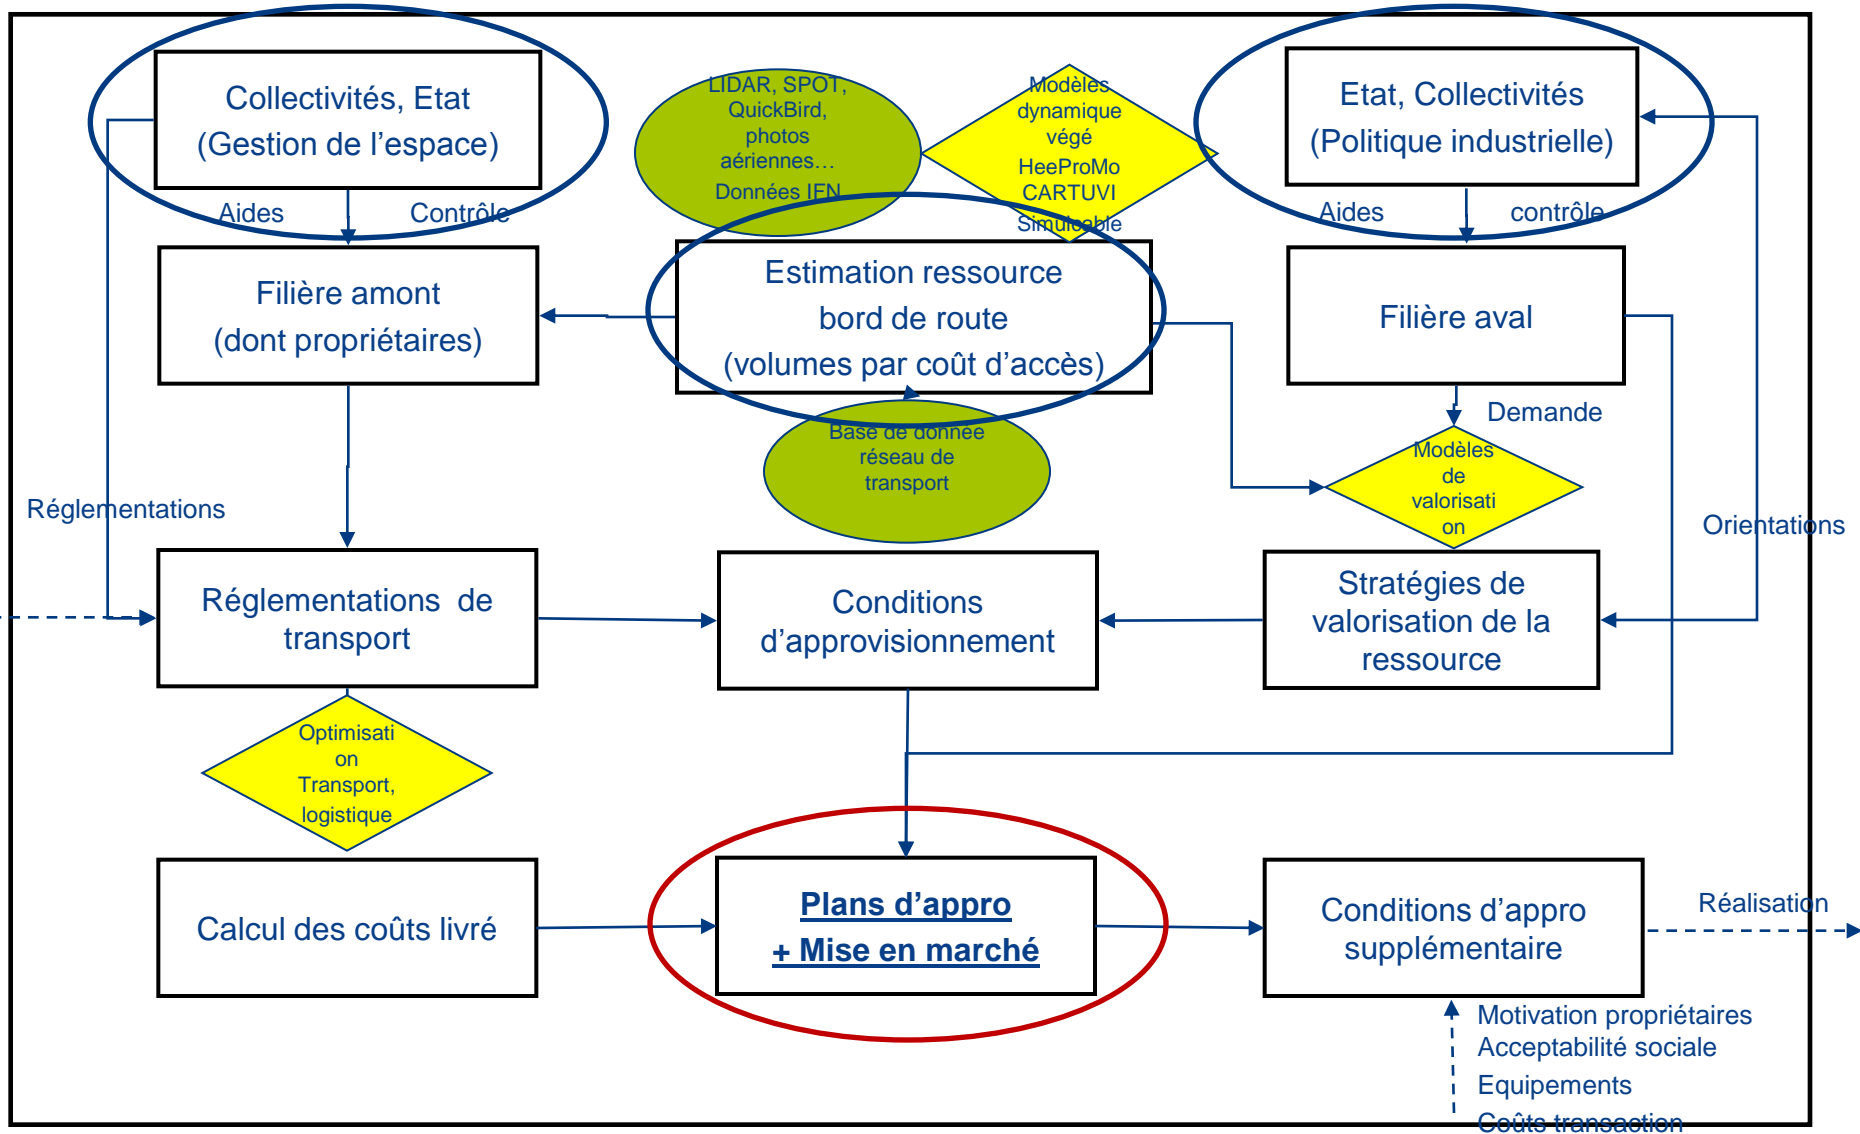 Collectivités, Etat
(Gestion de l’espace)
LIDAR, SPOT,
QuickBird,
photos
aériennes…
Données IFN
Modèles
dynamique
végé
HeeProMo
CARTUVI
Simulcable
Etat, Collectivités
(Politique industrielle)
Aides
Contrôle
Aides
contrôle
Filière amont
(dont propriétaires)
Estimation ressource
bord de route
(volumes par coût d’accès)
Filière aval
Demande
Base de donnée
réseau de
transport
Modèles
de
valorisati
on
Réglementations
Orientations
Réglementations de
transport
Conditions
d’approvisionnement
Stratégies de
valorisation de la
ressource
Optimisati
on
Transport,
logistique
Calcul des coûts livré
Plans d’appro
+ Mise en marché
Conditions d’appro
supplémentaire
Réalisation
Motivation propriétaires
Acceptabilité sociale
Equipements
Coûts transaction